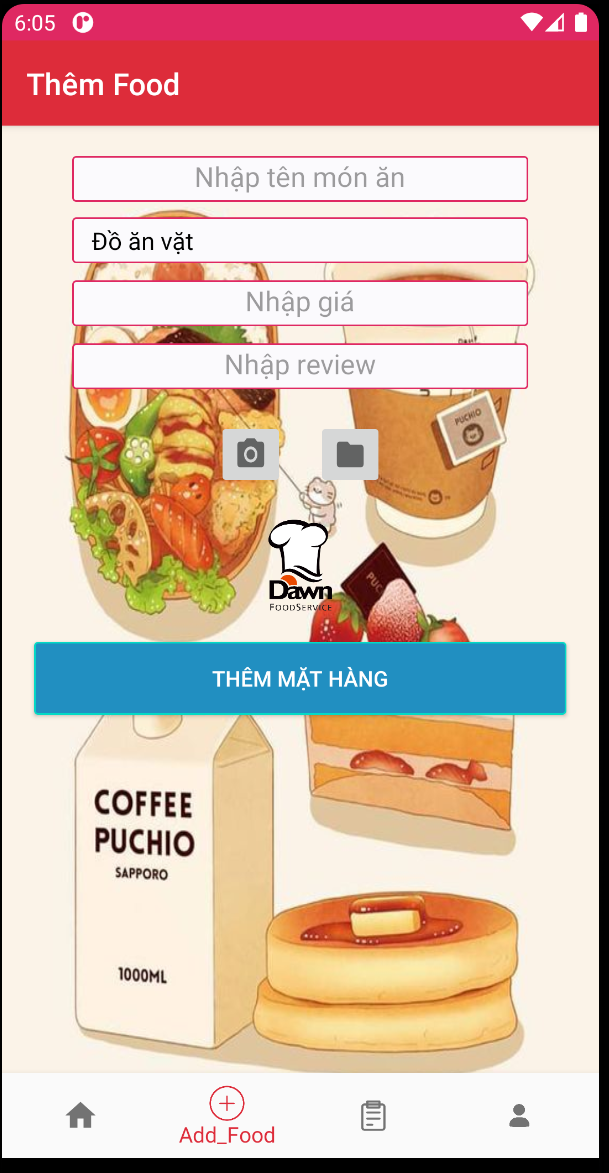 6:05
Thêm Food
Nhập tên món ăn
Đồ ăn vặt
Nhập giá
Nhập review
PUCHIO
Dawn
FOODSERVICE
THÊM MẶT HÀNG
COFFEE
PUCHIO
SAPPORO
1000ML
Add_Food